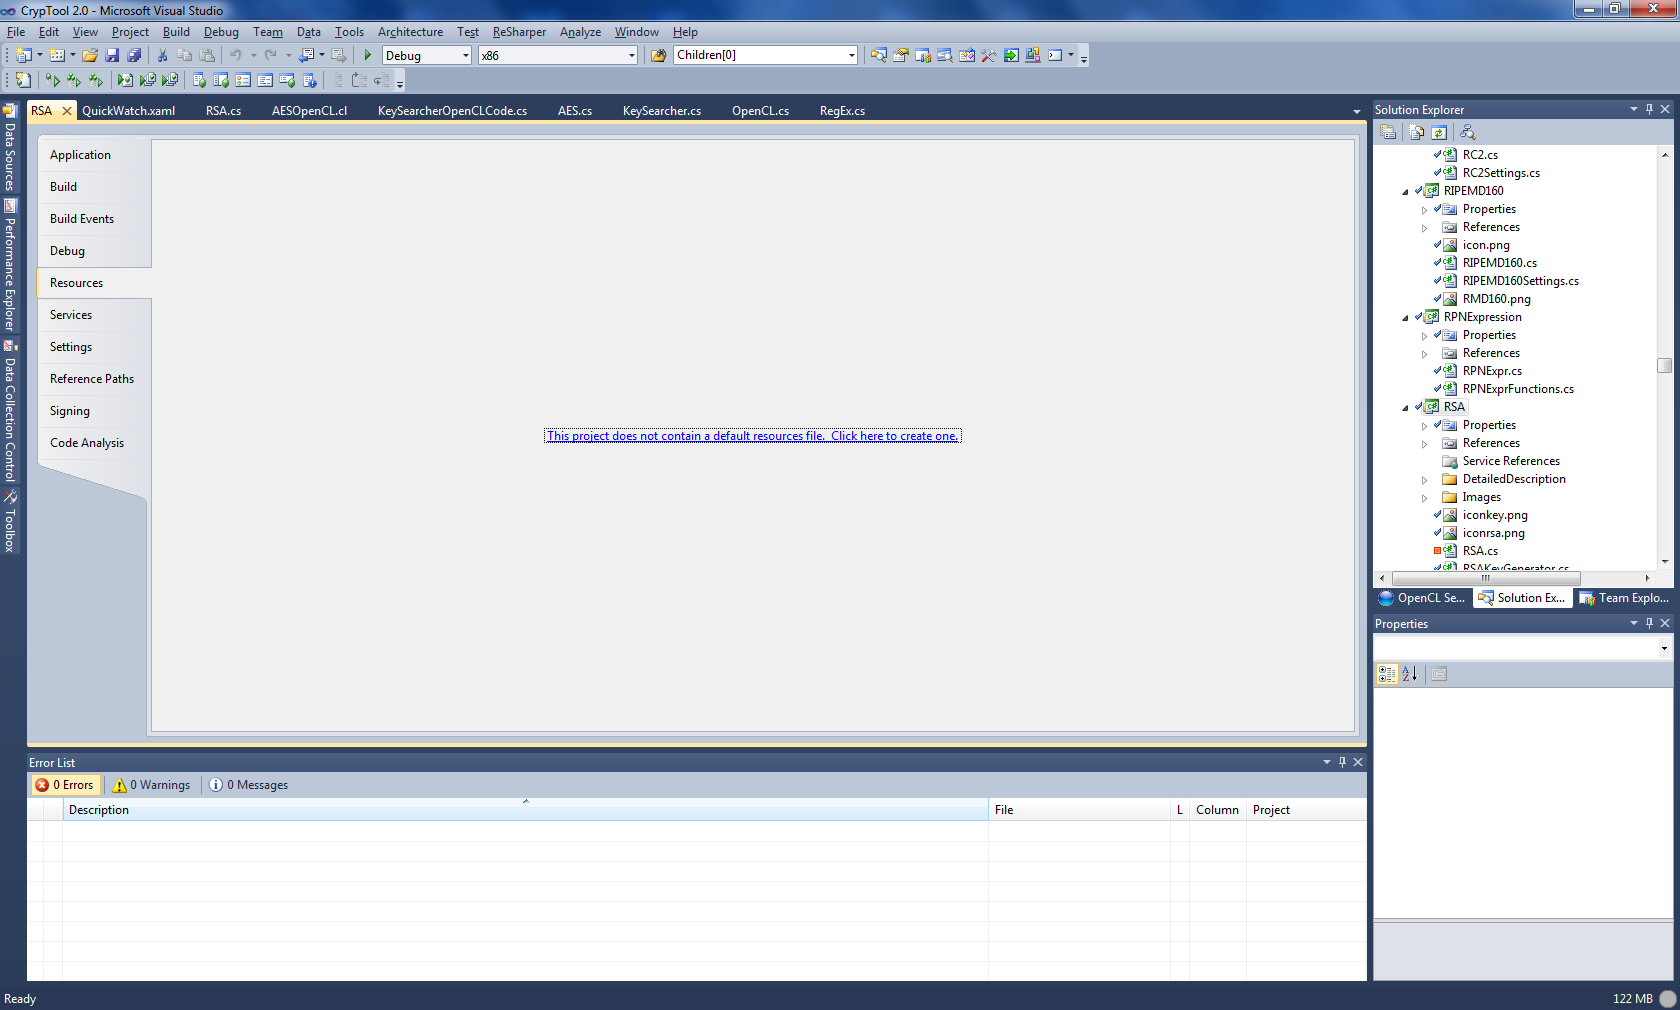 CrypTool 2.0 - Microsoft Visual Studio
File Edit View Project Build Debug Team Data Tools Architecture Test ReSharper Analyze Window Help
Debug x86 Children[0]
RSA QuickWatch.xaml RSA.cs AESOpenCL.cl KeySearcherOpenCLCode.cs AES.cs KeySearcher.cs OpenCL.cs RegEx.cs
Data Sources
Performance Explorer
Data Collection Control
Toolbox
Application
Build
Build Events
Debug
Resources
Services
Settings
Reference Paths
Signing
Code Analysis
This project does not contain a default resources file. Click here to create one.
Solution Explorer
RC2.cs
RC2Settings.cs
RIPEMD160
Properties
References
icon.png
RIPEMD160.cs
RIPEMD160Settings.cs
RMD160.png
RPNExpression
Properties
References
RPNExpr.cs
RPNExprFunctions.cs
RSA
Properties
References
Service References
DetailedDescription
Images
iconkey.png
iconrsa.png
RSA.cs
RSAKeyGenerator.cs
OpenCL Se... Solution Ex... Team Explo...
Properties
Error List
0 Errors 0 Warnings 0 Messages
Description File L Column Project
Ready 122 MB